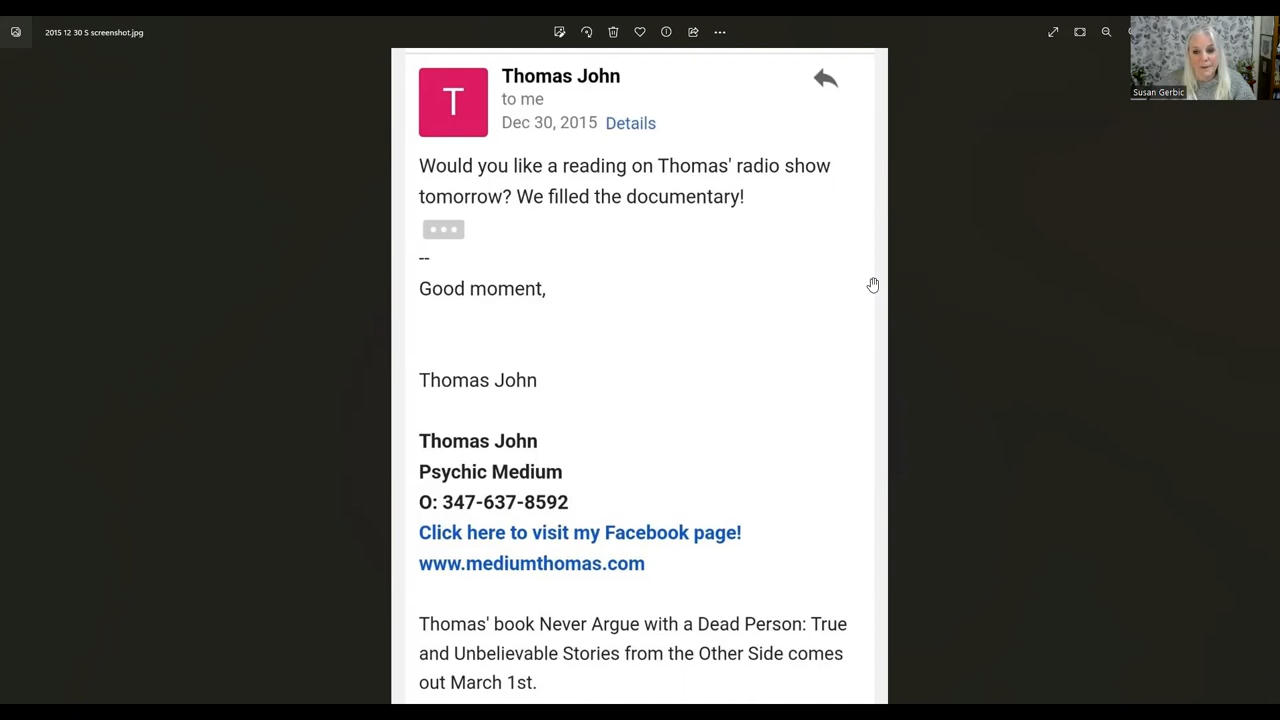 2015 12 30 S screenshot.jpg
Susan Gerbic
T
Thomas John
to me
Dec 30, 2015 Details
Would you like a reading on Thomas' radio show
tomorrow? We filled the documentary!
--
Good moment,
Thomas John
Thomas John
Psychic Medium
O: 347-637-8592
Click here to visit my Facebook page!
www.mediumthomas.com
Thomas' book Never Argue with a Dead Person: True
and Unbelievable Stories from the Other Side comes
out March 1st.